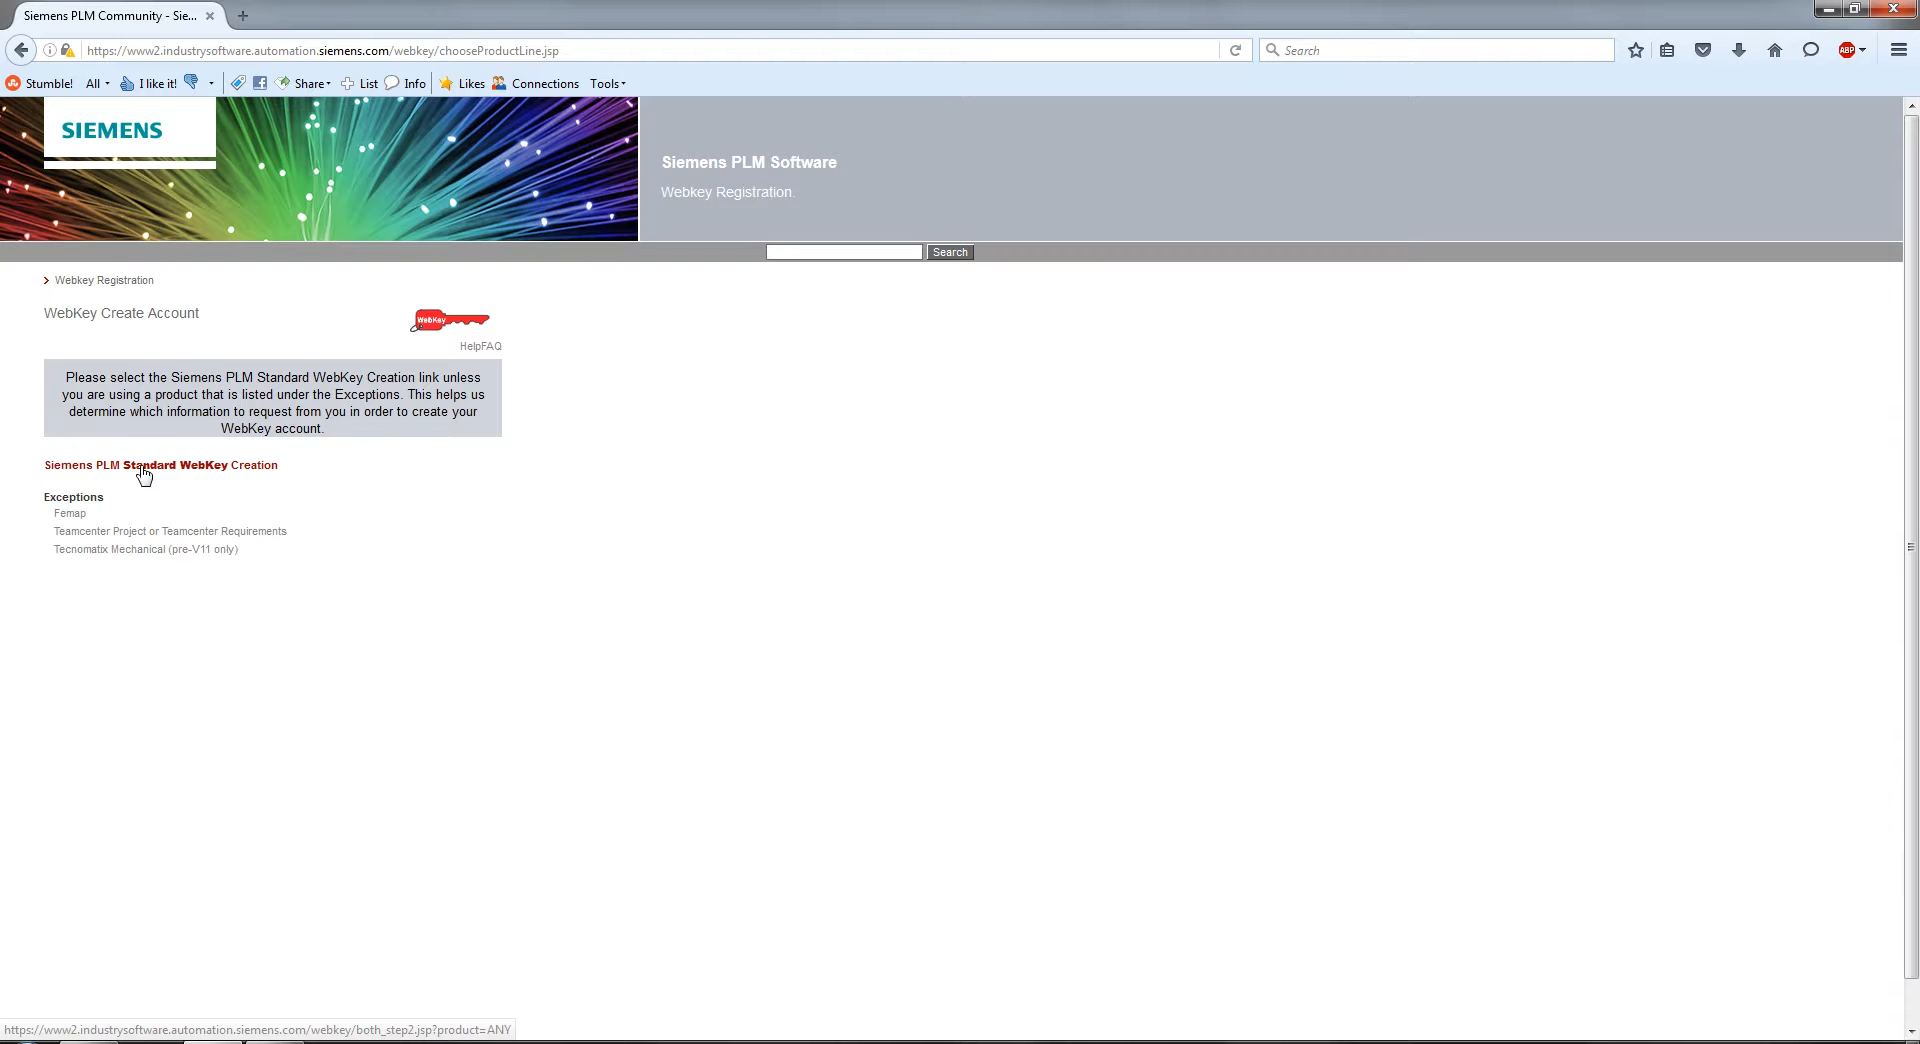 Siemens PLM Community - Sie...
https://www2.industrysoftware.automation.siemens.com/webkey/chooseProductLine.jsp
Search
ABP
Stumble!
All
I like it!
Share
List
Info
Likes
Connections
Tools
SIEMENS
Siemens PLM Software
Webkey Registration.
Search
Webkey Registration
WebKey Create Account
WebKey
HelpFAQ
Please select the Siemens PLM Standard WebKey Creation link unless
you are using a product that is listed under the Exceptions. This helps us
determine which information to request from you in order to create your
WebKey account.
Siemens PLM Standard WebKey Creation
Exceptions
Femap
Teamcenter Project or Teamcenter Requirements
Tecnomatix Mechanical (pre-V11 only)
https://www2.industrysoftware.automation.siemens.com/webkey/both_step2.jsp?product=ANY